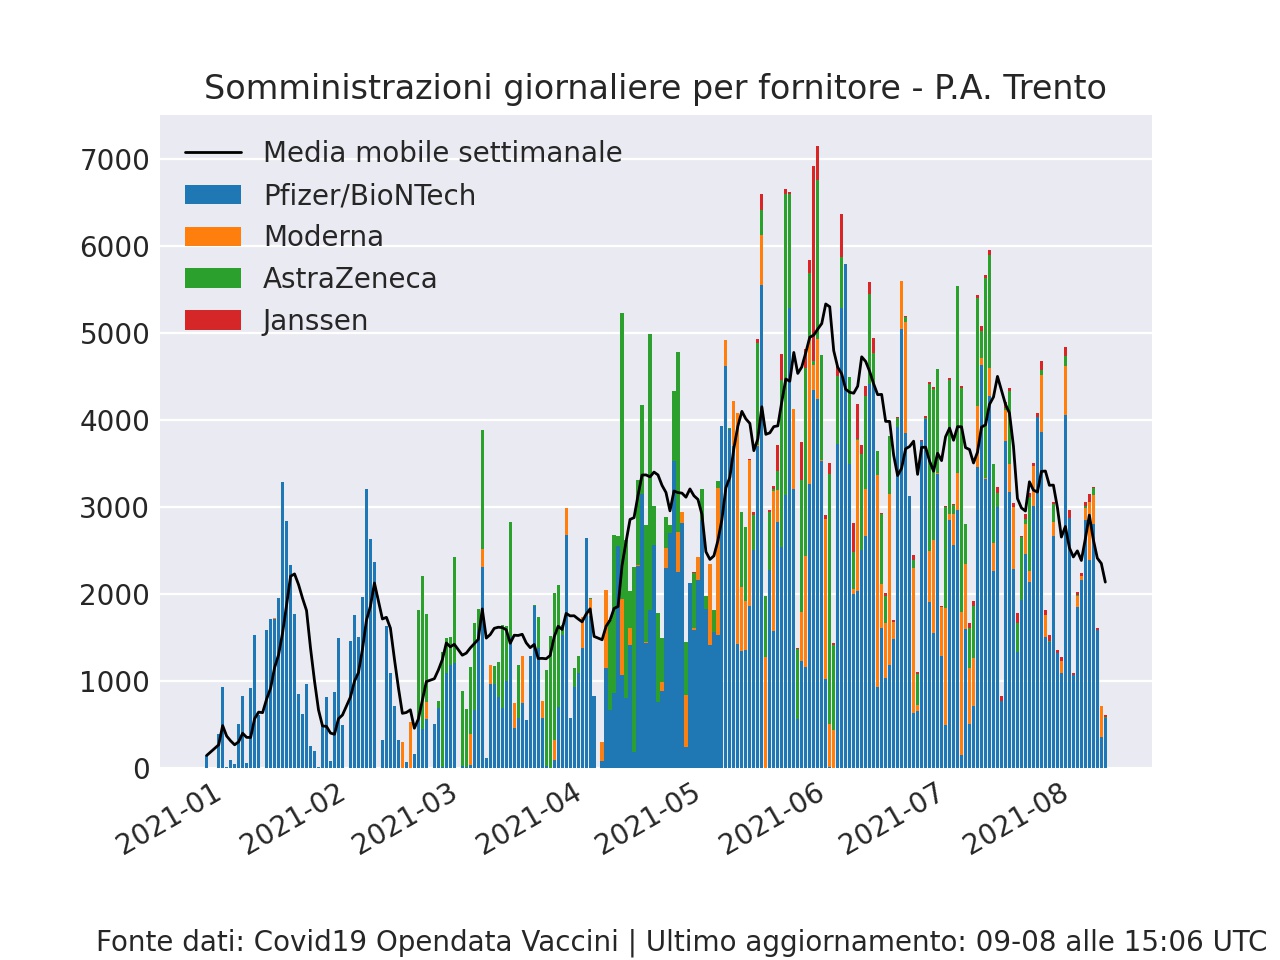 Somministrazioni giornaliere per fornitore - P.A. Trento
Media mobile settimanale
Pfizer/BioNTech
Moderna
AstraZeneca
Janssen
7000
6000
5000
4000
3000
2000
1000
0
2021-01
2021-02
2021-03
2021-04
2021-05
2021-06
2021-07
2021-08
Fonte dati: Covid19 Opendata Vaccini | Ultimo aggiornamento: 09-08 alle 15:06 UTC